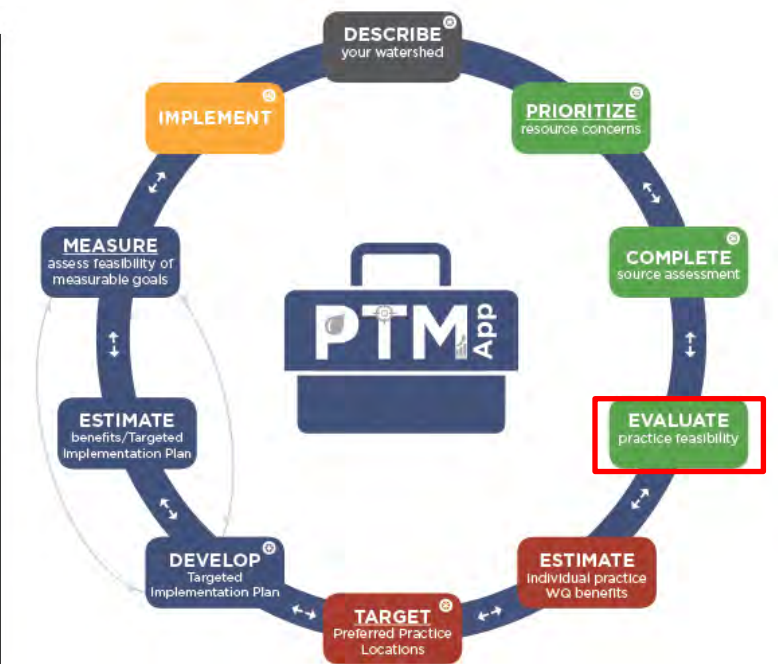 DESCRIBE
your watershed
PRIORITIZE
resource concerns
COMPLETE
source assessment
EVALUATE
practice feasibility
ESTIMATE
Individual practice
WQ benefits
TARGET
Preferred Practice
Locations
DEVELOP
Targeted
Implementation Plan
ESTIMATE
benefits/Targeted
Implementation Plan
MEASURE
assess feasibility of
measurable goals
IMPLEMENT
PTM
App